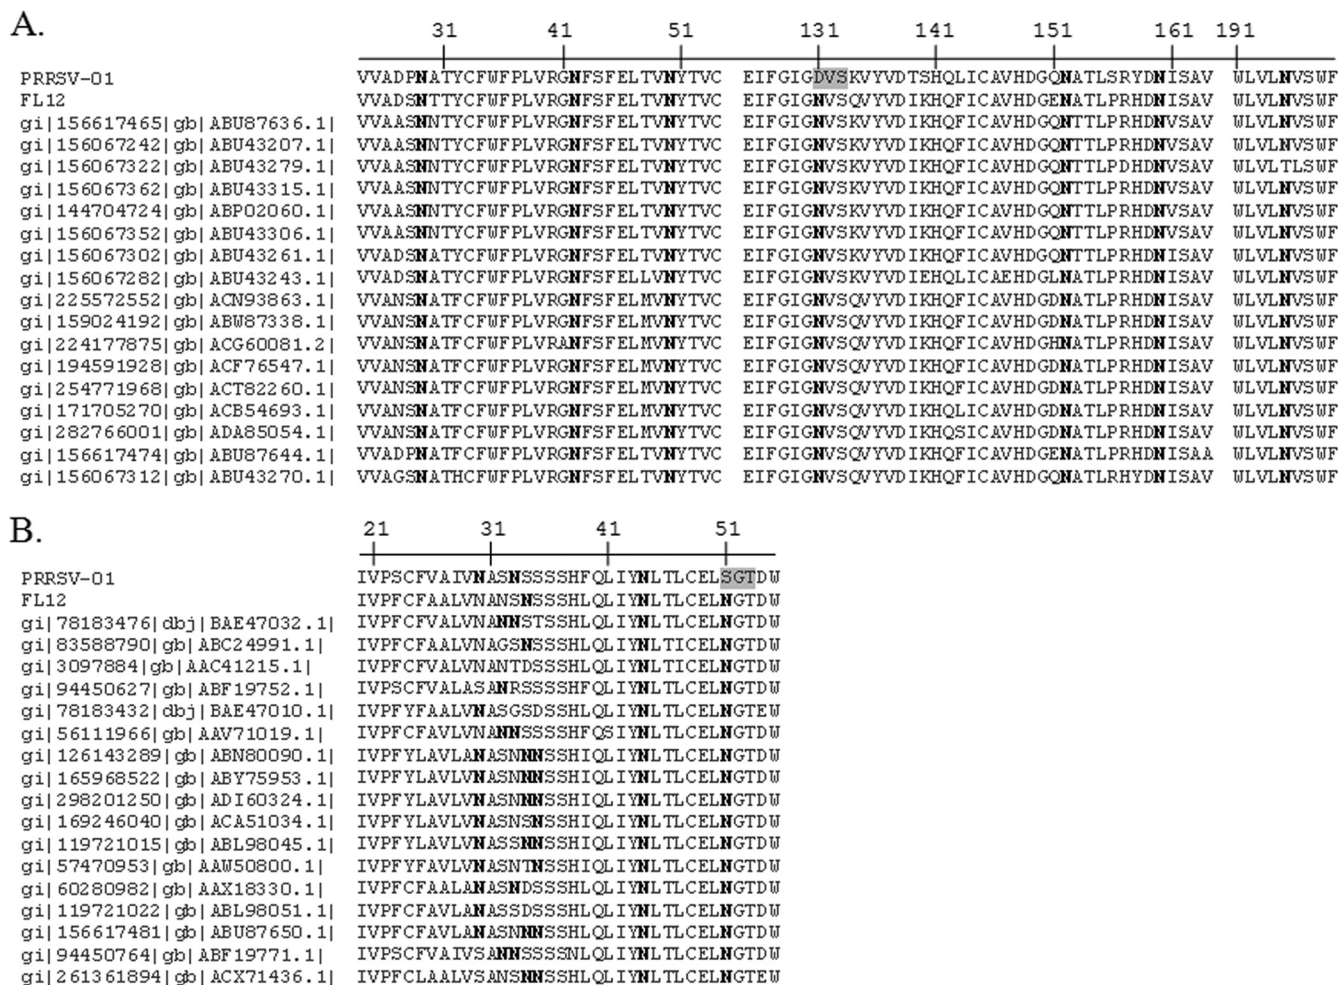 A.
31 41 51 131 141 151 161 191
PRRSV-01 VVADPNATYCFWFPLVRGNFSFELTVNYTVC EIFGIGDVSKVYVDTSHQLICAVHDGQNATLSRYDNISAV WLVLNVSWF
FL12 VVADSNTTYCFWFPLVRGNFSFELTVNYTVC EIFGIGNVSQVYVDIKHQFICAVHDGENATLPRHDNISAV WLVLNVSWF
gi|156617465|gb|ABU87636.1| VVAASNNTYCFWFPLVRGNFSFELTVNYTVC EIFGIGNVSKVYVDIKHQFICAVHDGQNTTLPRHDNVSAV WLVLNVSWF
gi|156067242|gb|ABU43207.1| VVAASNNTYCFWFPLVRGNFSFELTVNYTVC EIFGIGNVSKVYVDIKHQFICAVHDGQNTTLPRHDNVSAV WLVLNVSWF
gi|156067322|gb|ABU43279.1| VVAASNNTYCFWFPLVRGNFSFELTVNYTVC EIFGIGNVSKVYVDIKHQFICAVHDGQNTTLPDHDNVSAV WLVLTLSWF
gi|156067362|gb|ABU43315.1| VVAASNNTYCFWFPLVRGNFSFELTVNYTVC EIFGIGNVSKVYVDIKHQFICAVHDGQNTTLPRHDNVSAV WLVLNVSWF
gi|144704724|gb|ABP02060.1| VVAASNNTYCFWFPLVRGNFSFELTVNYTVC EIFGIGNVSKVYVDIKHQFICAVHDGQNTTLPRHDNVSAV WLVLNVSWF
gi|156067352|gb|ABU43306.1| VVAASNNTYCFWFPLVRGNFSFELTVNYTVC EIFGIGNVSKVYVDIKHQFICAVHDGQNTTLPRHDNISAV WLVLNVSWF
gi|156067302|gb|ABU43261.1| VVADSNATYCFWFPLVRGNFSFELTVNYTVC EIFGIGNVSKVYVDIKHQFICAVHDGQNTTLPRHDNISAV WLVLNVSWF
gi|156067282|gb|ABU43243.1| VVADSNATYCFWFPLVRGNFSFELLVNYTVC EIFGIGNVSKVYVDIEHQLICAEHDGLNATLPRHDNISAV WLVLNVSWF
gi|225572552|gb|ACN93863.1| VVANSNATFCFWFPLVRGNFSFELMVNYTVC EIFGIGNVSQVYVDIKHQFICAVHDGDNATLPRHDNISAV WLVLNVSWF
gi|159024192|gb|ABW87338.1| VVANSNATFCFWFPLVRGNFSFELMVNYTVC EIFGIGNVSQVYVDIKHQFICAVHDGDNATLPRHDNISAV WLVLNVSWF
gi|224177875|gb|ACG60081.2| VVANSNATFCFWFPLVRANFSFELMVNYTVC EIFGIGNVSQVYVDIKHQFICAVHDGHNATLPRHDNISAV WLVLNVSWF
gi|194591928|gb|ACF76547.1| VVANSNATFCFWFPLVRGNFSFELMVNYTVC EIFGIGNVSQVYVDIKHQFICAVHDGDNATLPRHDNISAV WLVLNVSWF
gi|254771968|gb|ACT82260.1| VVANSNATFCFWFPLVRGNFSFELMVNYTVC EIFGIGNVSQVYVDIKHQFICAVHDGDNATLPRHDNISAV WLVLNVSWF
gi|171705270|gb|ACB54693.1| VVANSNATFCFWFPLVRGNFSFELMVNYTVC EIFGIGNVSQVYVDIKHQFICAVHDGDNATLPRHDNISAV WLVLNVSWF
gi|282766001|gb|ADA85054.1| VVANSNATFCFWFPLVRGNFSFELMVNYTVC EIFGIGNVSQVYVDIKHQSICAVHDGDNATLPRHDNISAV WLVLNVSWF
gi|156617474|gb|ABU87644.1| VVADPNATYCFWFPLVRGNFSFELTVNYTVC EIFGIGNVSQVYVDIKHQFICAVHDGENATLPRHDNISAA WLVLNVSWF
gi|156067312|gb|ABU43270.1| VVAGSNATHCFWFPLVRGNFSFELTVNYTVC EIFGIGNVSQVYVDIKHQFICAVHDGENATLRHYDNISAV WLVLNVSWF
B.
21 31 41 51
PRRSV-01 IVPSCFVAIVNASNSSSSHFQLIYNLTLCELSGTDW
FL12 IVPFCFAALVNANSNSSSHLQLIYNLTLCELNGTDW
gi|78183476|dbj|BAE47032.1| IVPFCFVALVNANNSTSSHLQLIYNLTLCELNGTDW
gi|83588790|gb|ABC24991.1| IVPFCFAALVNAGSNSSSHLQLIYNLTICELNGTDW
gi|3097884|gb|AAC41215.1| IVPFCFVALVNANTDSSSHLQLIYNLTICELNGTDW
gi|94450627|gb|ABF19752.1| IVPSCFVALASANRSSSSHFQLIYNLTLCELNGTDW
gi|78183432|dbj|BAE47010.1| IVPFYFAALVNASGSDSSHLQLIYNLTLCELNGTEW
gi|56111966|gb|AAV71019.1| IVPFCFAVLVNANNSSSSHFQSIYNLTLCELNGTDW
gi|126143289|gb|ABN80090.1| IVPFYLAVLANASNNNSSHIQLIYNLTLCELNGTDW
gi|165968522|gb|ABY75953.1| IVPFYLAVLVNASNNNSSHIQLIYNLTLCELNGTDW
gi|298201250|gb|ADI60324.1| IVPFYLAVLVNASNNNSSHIQLIYNLTLCELNGTDW
gi|169246040|gb|ACA51034.1| IVPFYLAVLVNASNSNSSHIQLIYNLTLCELNGTDW
gi|119721015|gb|ABL98045.1| IVPFYLAVLVNASSNNSSHIQLIYNLTLCELNGTDW
gi|57470953|gb|AAW50800.1| IVPFYFAVLVNASNTNSSHIQLIYNLTLCELNGTDW
gi|60280982|gb|AAX18330.1| IVPFCFAALANASNDSSSHLQLIYNLTLCELNGTDW
gi|119721022|gb|ABL98051.1| IVPFCFAVLANASSDSSSHLQLIYNLTLCELNGTDW
gi|156617481|gb|ABU87650.1| IVPFCFAVLANASNNNSSHLQLIYNLTLCELNGTDW
gi|94450764|gb|ABF19771.1| IVPSCFVAIVSANNSSSSNLQLIYNLTLCELNGTDW
gi|261361894|gb|ACX71436.1| IVPFCLAALVSANSNNSSHLQLIYNLTLCELNGTEW